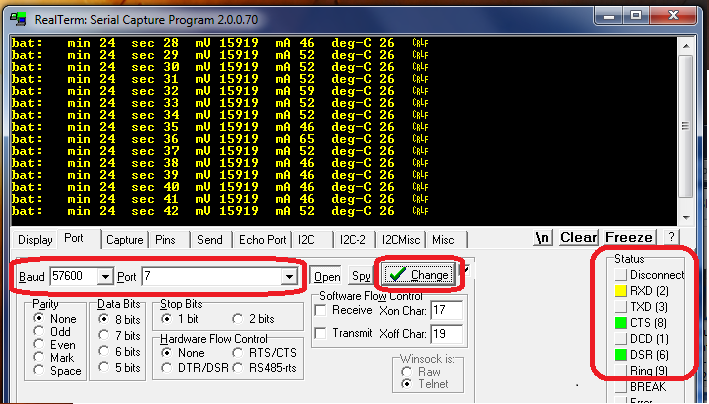 RealTerm: Serial Capture Program 2.0.0.70
bat: min 24 sec 28 mV 15919 mA 46 deg-C 26 CRLF
bat: min 24 sec 29 mV 15919 mA 52 deg-C 26 CRLF
bat: min 24 sec 30 mV 15919 mA 52 deg-C 26 CRLF
bat: min 24 sec 31 mV 15919 mA 52 deg-C 26 CRLF
bat: min 24 sec 32 mV 15919 mA 59 deg-C 26 CRLF
bat: min 24 sec 33 mV 15919 mA 52 deg-C 26 CRLF
bat: min 24 sec 34 mV 15919 mA 52 deg-C 26 CRLF
bat: min 24 sec 35 mV 15919 mA 46 deg-C 26 CRLF
bat: min 24 sec 36 mV 15919 mA 65 deg-C 26 CRLF
bat: min 24 sec 37 mV 15919 mA 52 deg-C 26 CRLF
bat: min 24 sec 38 mV 15919 mA 46 deg-C 26 CRLF
bat: min 24 sec 39 mV 15919 mA 46 deg-C 26 CRLF
bat: min 24 sec 40 mV 15919 mA 52 deg-C 26 CRLF
bat: min 24 sec 41 mV 15919 mA 46 deg-C 26 CRLF
bat: min 24 sec 42 mV 15919 mA 52 deg-C 26 CRLF
Display Port Capture Pins Send Echo Port I2C I2C-2 I2CMisc Misc \n Clear Freeze ?
Baud 57600 Port 7 Open Spy Change
Parity
None
Odd
Even
Mark
Space
Data Bits
8 bits
7 bits
6 bits
5 bits
Stop Bits
1 bit 2 bits
Hardware Flow Control
None RTS/CTS
DTR/DSR RS485-rts
Software Flow Control
Receive Xon Char: 17
Transmit Xoff Char: 19
Winsock is:
Raw
Telnet
Status
Disconnect
RXD (2)
TXD (3)
CTS (8)
DCD (1)
DSR (6)
Ring (9)
BREAK
Error